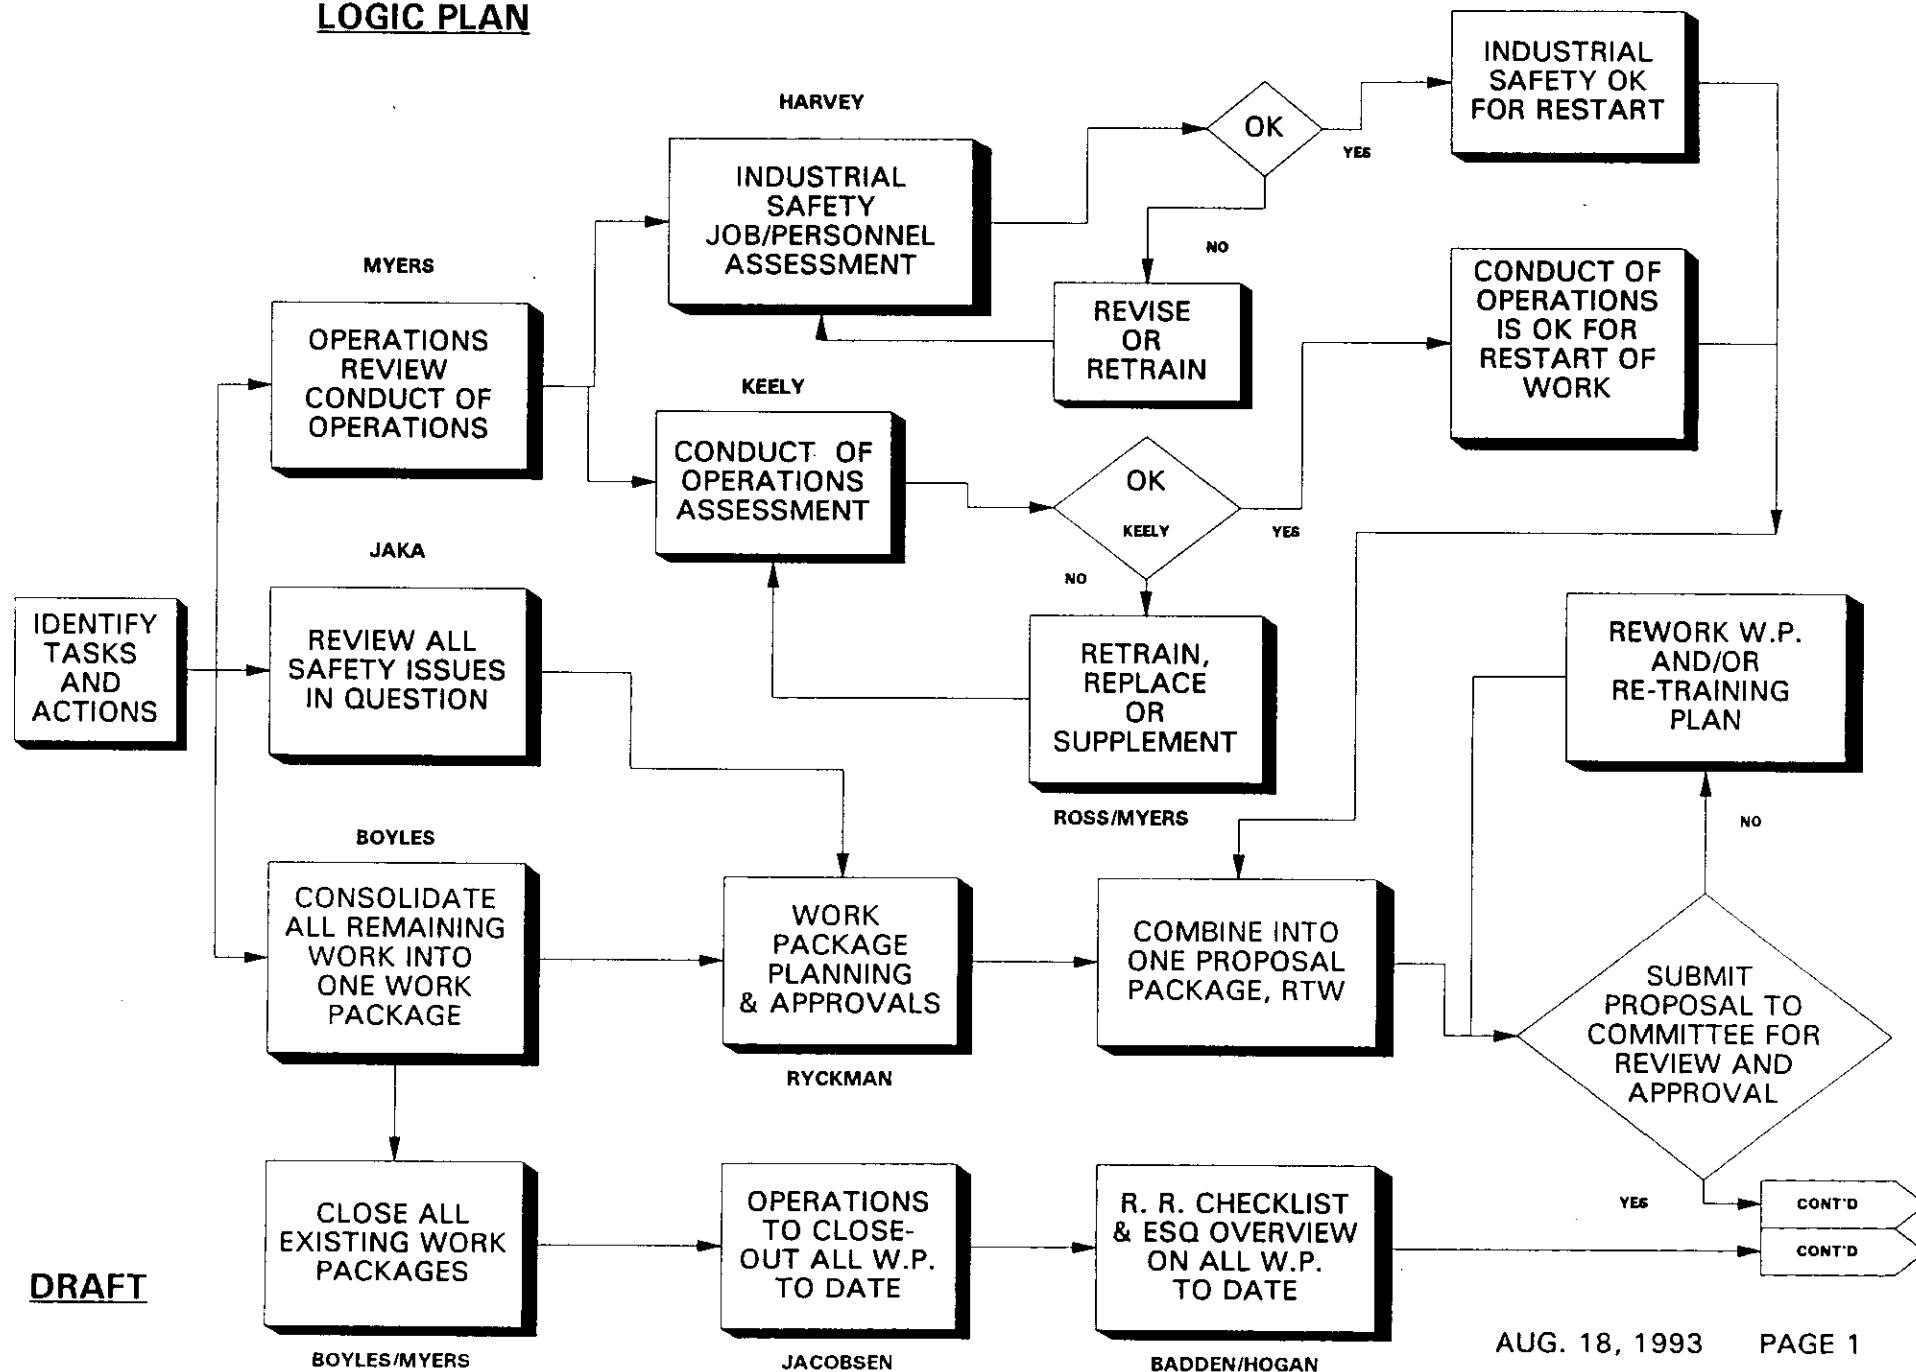 LOGIC PLAN
HARVEY
INDUSTRIAL
SAFETY
JOB/PERSONNEL
ASSESSMENT
OK
YES
NO
INDUSTRIAL
SAFETY OK
FOR RESTART
REVISE
OR
RETRAIN
MYERS
OPERATIONS
REVIEW
CONDUCT OF
OPERATIONS
KEELY
CONDUCT OF
OPERATIONS
ASSESSMENT
OK
KEELY
YES
NO
CONDUCT OF
OPERATIONS
IS OK FOR
RESTART OF
WORK
RETRAIN,
REPLACE
OR
SUPPLEMENT
ROSS/MYERS
IDENTIFY
TASKS
AND
ACTIONS
JAKA
REVIEW ALL
SAFETY ISSUES
IN QUESTION
REWORK W.P.
AND/OR
RE-TRAINING
PLAN
NO
BOYLES
CONSOLIDATE
ALL REMAINING
WORK INTO
ONE WORK
PACKAGE
WORK
PACKAGE
PLANNING
& APPROVALS
RYCKMAN
COMBINE INTO
ONE PROPOSAL
PACKAGE, RTW
SUBMIT
PROPOSAL TO
COMMITTEE FOR
REVIEW AND
APPROVAL
YES
CONT'D
CONT'D
CLOSE ALL
EXISTING WORK
PACKAGES
BOYLES/MYERS
OPERATIONS
TO CLOSE-
OUT ALL W.P.
TO DATE
JACOBSEN
R. R. CHECKLIST
& ESQ OVERVIEW
ON ALL W.P.
TO DATE
BADDEN/HOGAN
DRAFT
AUG. 18, 1993 PAGE 1